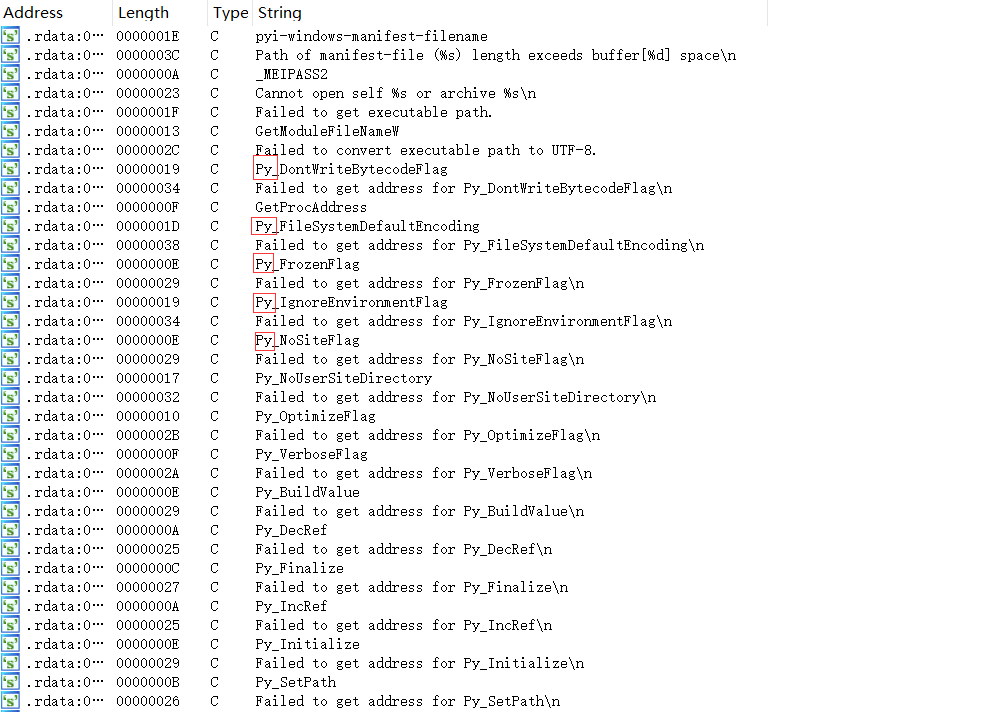 Address Length Type String
.rdata:0… 0000001E C pyi-windows-manifest-filename
.rdata:0… 0000003C C Path of manifest-file (%s) length exceeds buffer[%d] space\n
.rdata:0… 0000000A C _MEIPASS2
.rdata:0… 00000023 C Cannot open self %s or archive %s\n
.rdata:0… 0000001F C Failed to get executable path.
.rdata:0… 00000013 C GetModuleFileNameW
.rdata:0… 0000002C C Failed to convert executable path to UTF-8.
.rdata:0… 00000019 C Py_DontWriteBytecodeFlag
.rdata:0… 00000034 C Failed to get address for Py_DontWriteBytecodeFlag\n
.rdata:0… 0000000F C GetProcAddress
.rdata:0… 0000001D C Py_FileSystemDefaultEncoding
.rdata:0… 00000038 C Failed to get address for Py_FileSystemDefaultEncoding\n
.rdata:0… 0000000E C Py_FrozenFlag
.rdata:0… 00000029 C Failed to get address for Py_FrozenFlag\n
.rdata:0… 00000019 C Py_IgnoreEnvironmentFlag
.rdata:0… 00000034 C Failed to get address for Py_IgnoreEnvironmentFlag\n
.rdata:0… 0000000E C Py_NoSiteFlag
.rdata:0… 00000029 C Failed to get address for Py_NoSiteFlag\n
.rdata:0… 00000017 C Py_NoUserSiteDirectory
.rdata:0… 00000032 C Failed to get address for Py_NoUserSiteDirectory\n
.rdata:0… 00000010 C Py_OptimizeFlag
.rdata:0… 0000002B C Failed to get address for Py_OptimizeFlag\n
.rdata:0… 0000000F C Py_VerboseFlag
.rdata:0… 0000002A C Failed to get address for Py_VerboseFlag\n
.rdata:0… 0000000E C Py_BuildValue
.rdata:0… 00000029 C Failed to get address for Py_BuildValue\n
.rdata:0… 0000000A C Py_DecRef
.rdata:0… 00000025 C Failed to get address for Py_DecRef\n
.rdata:0… 0000000C C Py_Finalize
.rdata:0… 00000027 C Failed to get address for Py_Finalize\n
.rdata:0… 0000000A C Py_IncRef
.rdata:0… 00000025 C Failed to get address for Py_IncRef\n
.rdata:0… 0000000E C Py_Initialize
.rdata:0… 00000029 C Failed to get address for Py_Initialize\n
.rdata:0… 0000000B C Py_SetPath
.rdata:0… 00000026 C Failed to get address for Py_SetPath\n